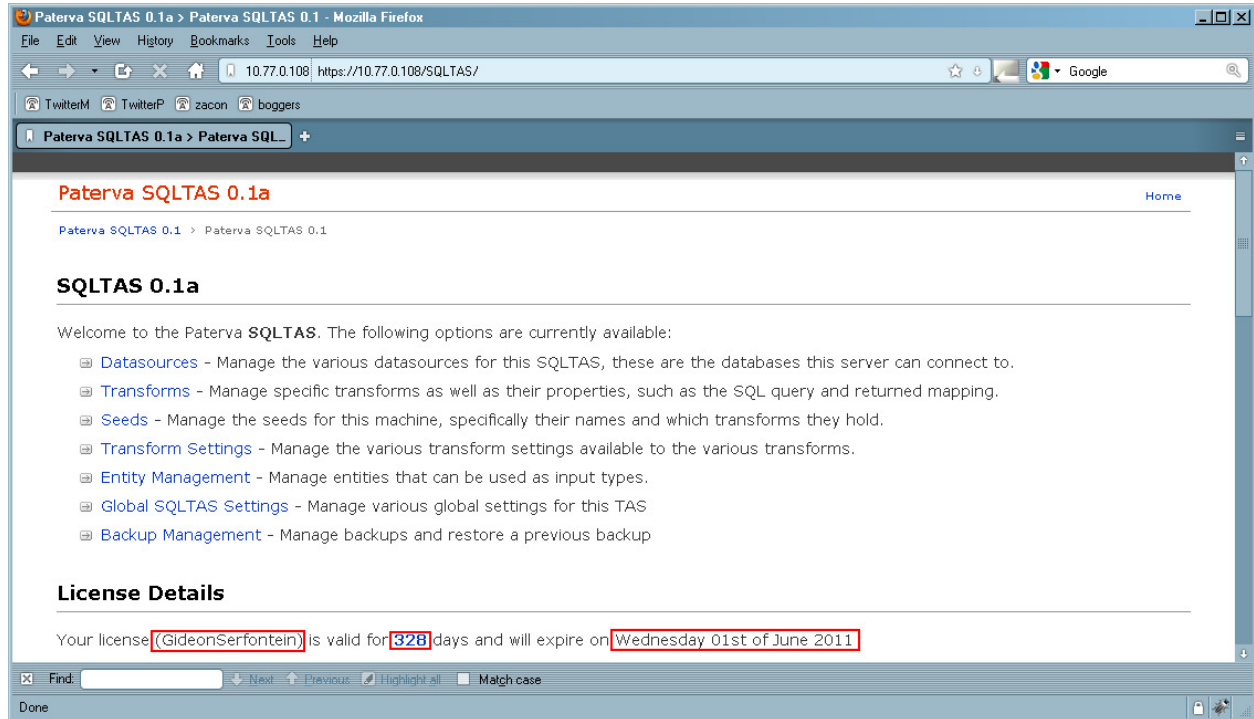 Paterva SQLTAS 0.1a > Paterva SQLTAS 0.1 - Mozilla Firefox
File Edit View History Bookmarks Tools Help
10.77.0.108 https://10.77.0.108/SQLTAS/ Google
TwitterM TwitterP zacon boggers
Paterva SQLTAS 0.1a > Paterva SQL_
Paterva SQLTAS 0.1a Home
Paterva SQLTAS 0.1 > Paterva SQLTAS 0.1
SQLTAS 0.1a
Welcome to the Paterva SQLTAS. The following options are currently available:
Datasources - Manage the various datasources for this SQLTAS, these are the databases this server can connect to.
Transforms - Manage specific transforms as well as their properties, such as the SQL query and returned mapping.
Seeds - Manage the seeds for this machine, specifically their names and which transforms they hold.
Transform Settings - Manage the various transform settings available to the various transforms.
Entity Management - Manage entities that can be used as input types.
Global SQLTAS Settings - Manage various global settings for this TAS
Backup Management - Manage backups and restore a previous backup
License Details
Your license (GideonSerfontein) is valid for 328 days and will expire on Wednesday 01st of June 2011
Find: Next Previous Highlight all Match case
Done